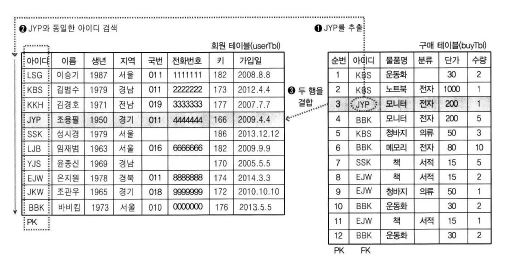 ❷ JYP와 동일한 아이디 검색
❶ JYP를 추출
회원 테이블(userTbl)
아이디 이름 생년 지역 국번 전화번호 키 가입일
LSG 이승기 1987 서울 011 1111111 182 2008.8.8
KBS 김범수 1979 경남 011 2222222 173 2012.4.4
KKH 김경호 1971 전남 019 3333333 177 2007.7.7
JYP 조용필 1950 경기 011 4444444 166 2009.4.4
SSK 성시경 1979 서울 186 2013.12.12
LJB 임재범 1963 서울 016 6666666 182 2009.9.9
YJS 윤종신 1969 경남 170 2005.5.5
EJW 은지원 1978 경북 011 8888888 174 2014.3.3
JKW 조관우 1965 경기 018 9999999 172 2010.10.10
BBK 바비킴 1973 서울 010 0000000 176 2013.5.5
PK
❸ 두 행을
결합
구매 테이블(buyTbl)
순번 아이디 물품명 분류 단가 수량
1 KBS 운동화 30 2
2 KBS 노트북 전자 1000 1
3 JYP 모니터 전자 200 1
4 BBK 모니터 전자 200 5
5 KBS 청바지 의류 50 3
6 BBK 메모리 전자 80 10
7 SSK 책 서적 15 5
8 EJW 책 서적 15 2
9 EJW 청바지 의류 50 1
10 BBK 운동화 30 2
11 EJW 책 서적 15 1
12 BBK 운동화 30 2
PK FK